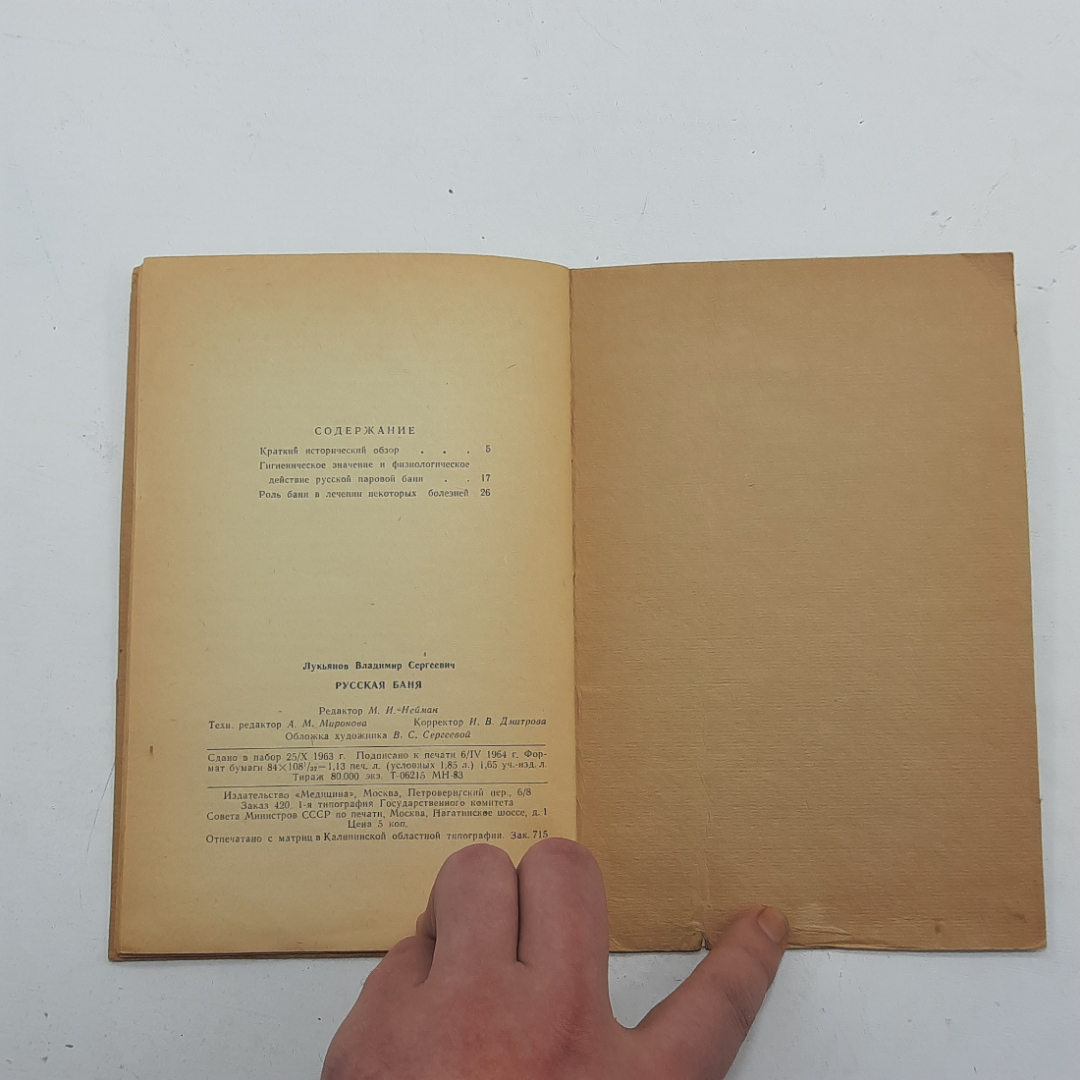 СОДЕРЖАНИЕ
Краткий исторический обзор . . . 5
Гигиеническое значение и физиологическое
действие русской паровой бани . . 17
Роль бани в лечении некоторых болезней 26
Лукьянов Владимир Сергеевич
РУССКАЯ БАНЯ
Редактор М. И. Нейман
Техн. редактор А. М. Миронова Корректор И. В. Дмитрова
Обложка художника В. С. Сергеевой
Сдано в набор 25/X 1963 г. Подписано к печати 6/IV 1964 г. Фор-
мат бумаги 84×108¹/₃₂=1,13 печ. л. (условных 1,85 л.) 1,65 уч.-изд. л.
Тираж 80.000 экз. Т-06215 МН-83
Издательство «Медицина», Москва, Петроверигский пер., 6/8
Заказ 420. 1-я типография Государственного комитета
Совета Министров СССР по печати, Москва, Нагатинское шоссе, д. 1
Цена 5 коп.
Отпечатано с матриц в Калининской областной типографии. Зак. 715